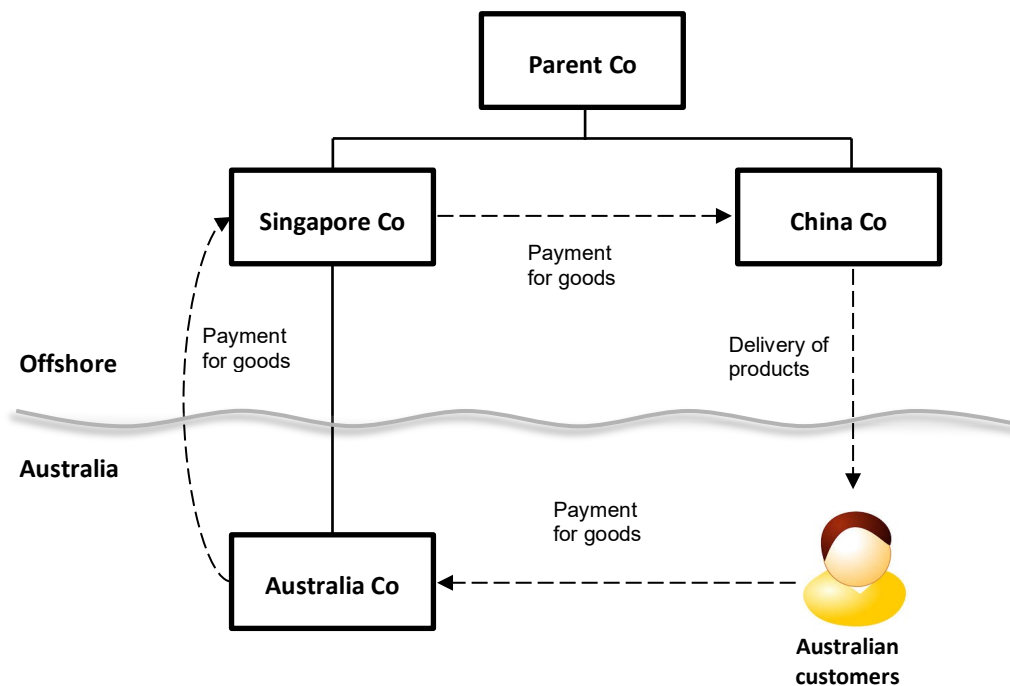 Parent Co
Singapore Co
China Co
Payment
for goods
Payment
for goods
Delivery of
products
Offshore
Australia
Payment
for goods
Australia Co
Australian
customers